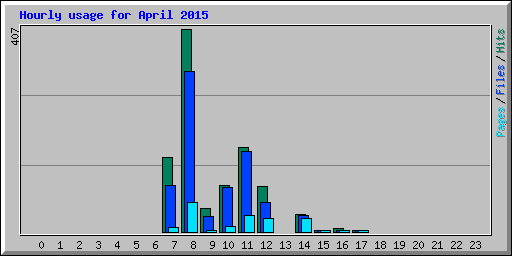 Hourly usage for April 2015
407
Pages/Files/Hits
0 1 2 3 4 5 6 7 8 9 10 11 12 13 14 15 16 17 18 19 20 21 22 23